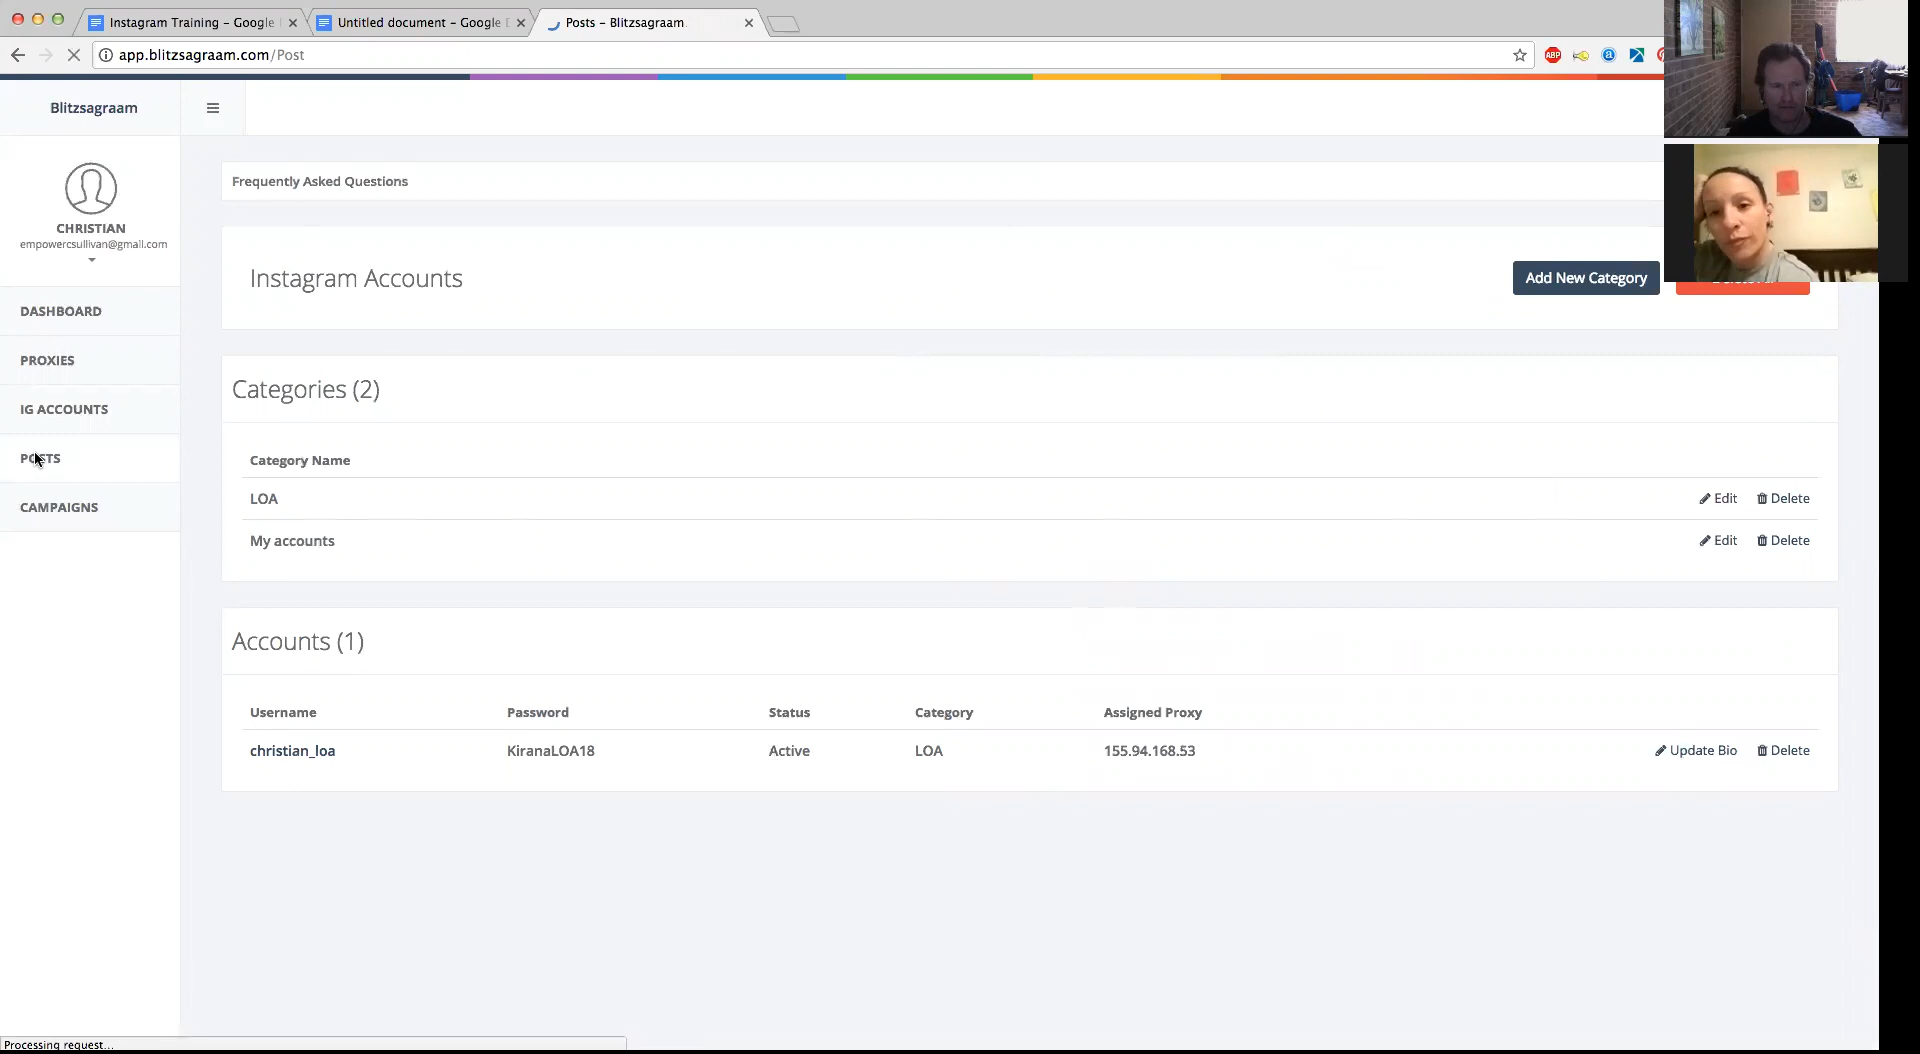 Instagram Training - Google
Untitled document - Google D
Posts - Blitzsagraam
app.blitzsagraam.com/Post
ABP
Blitzsagraam
Frequently Asked Questions
CHRISTIAN
empowercsullivan@gmail.com
Instagram Accounts
Add New Category
DASHBOARD
PROXIES
IG ACCOUNTS
POSTS
CAMPAIGNS
Categories (2)
Category Name
LOA Edit Delete
My accounts Edit Delete
Accounts (1)
Username Password Status Category Assigned Proxy
christian_loa KiranaLOA18 Active LOA 155.94.168.53 Update Bio Delete
Processing request...